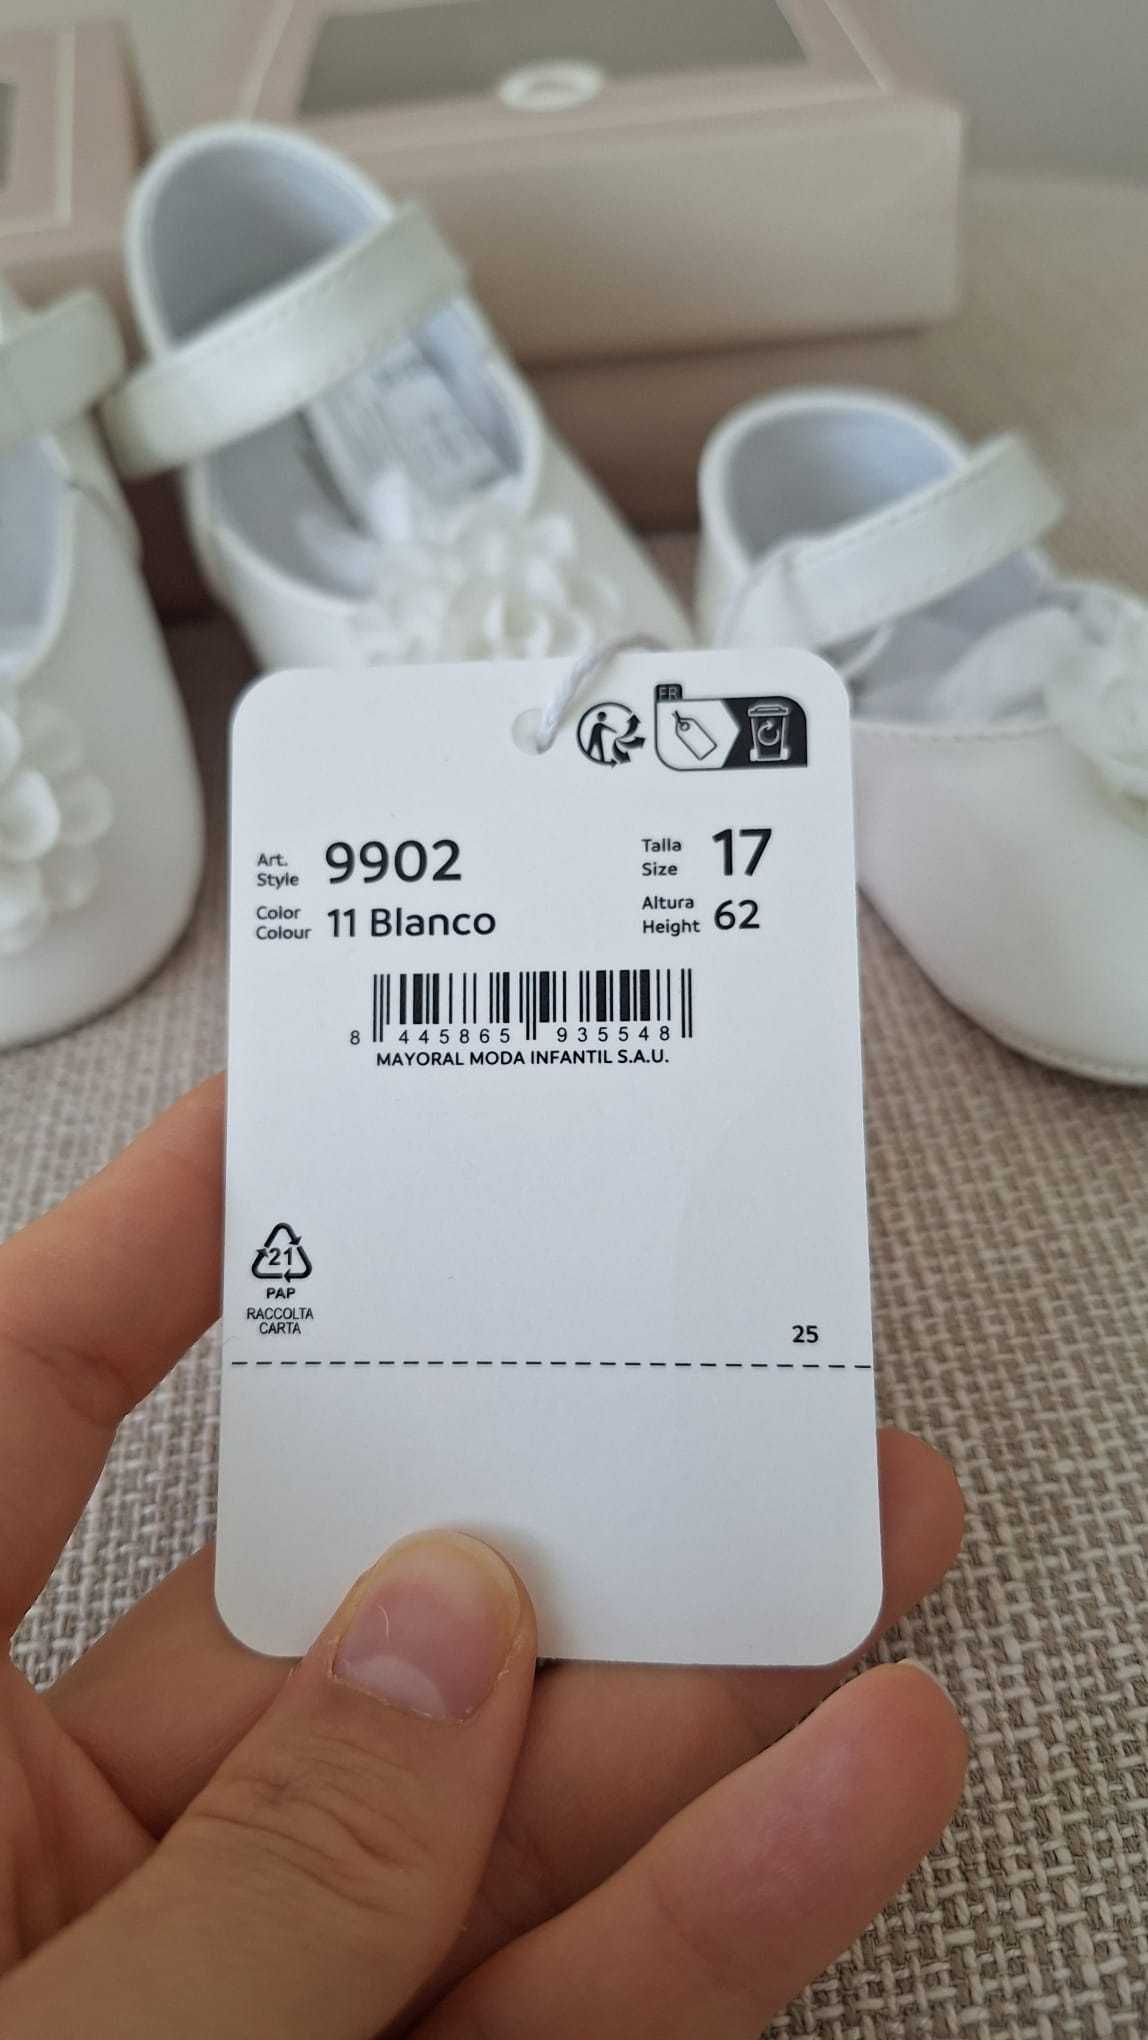 FR
Art. Style 9902
Talla Size 17
Color Colour 11 Blanco
Altura Height 62
8 445865 935548
MAYORAL MODA INFANTIL S.A.U.
21
PAP
RACCOLTA
CARTA
25